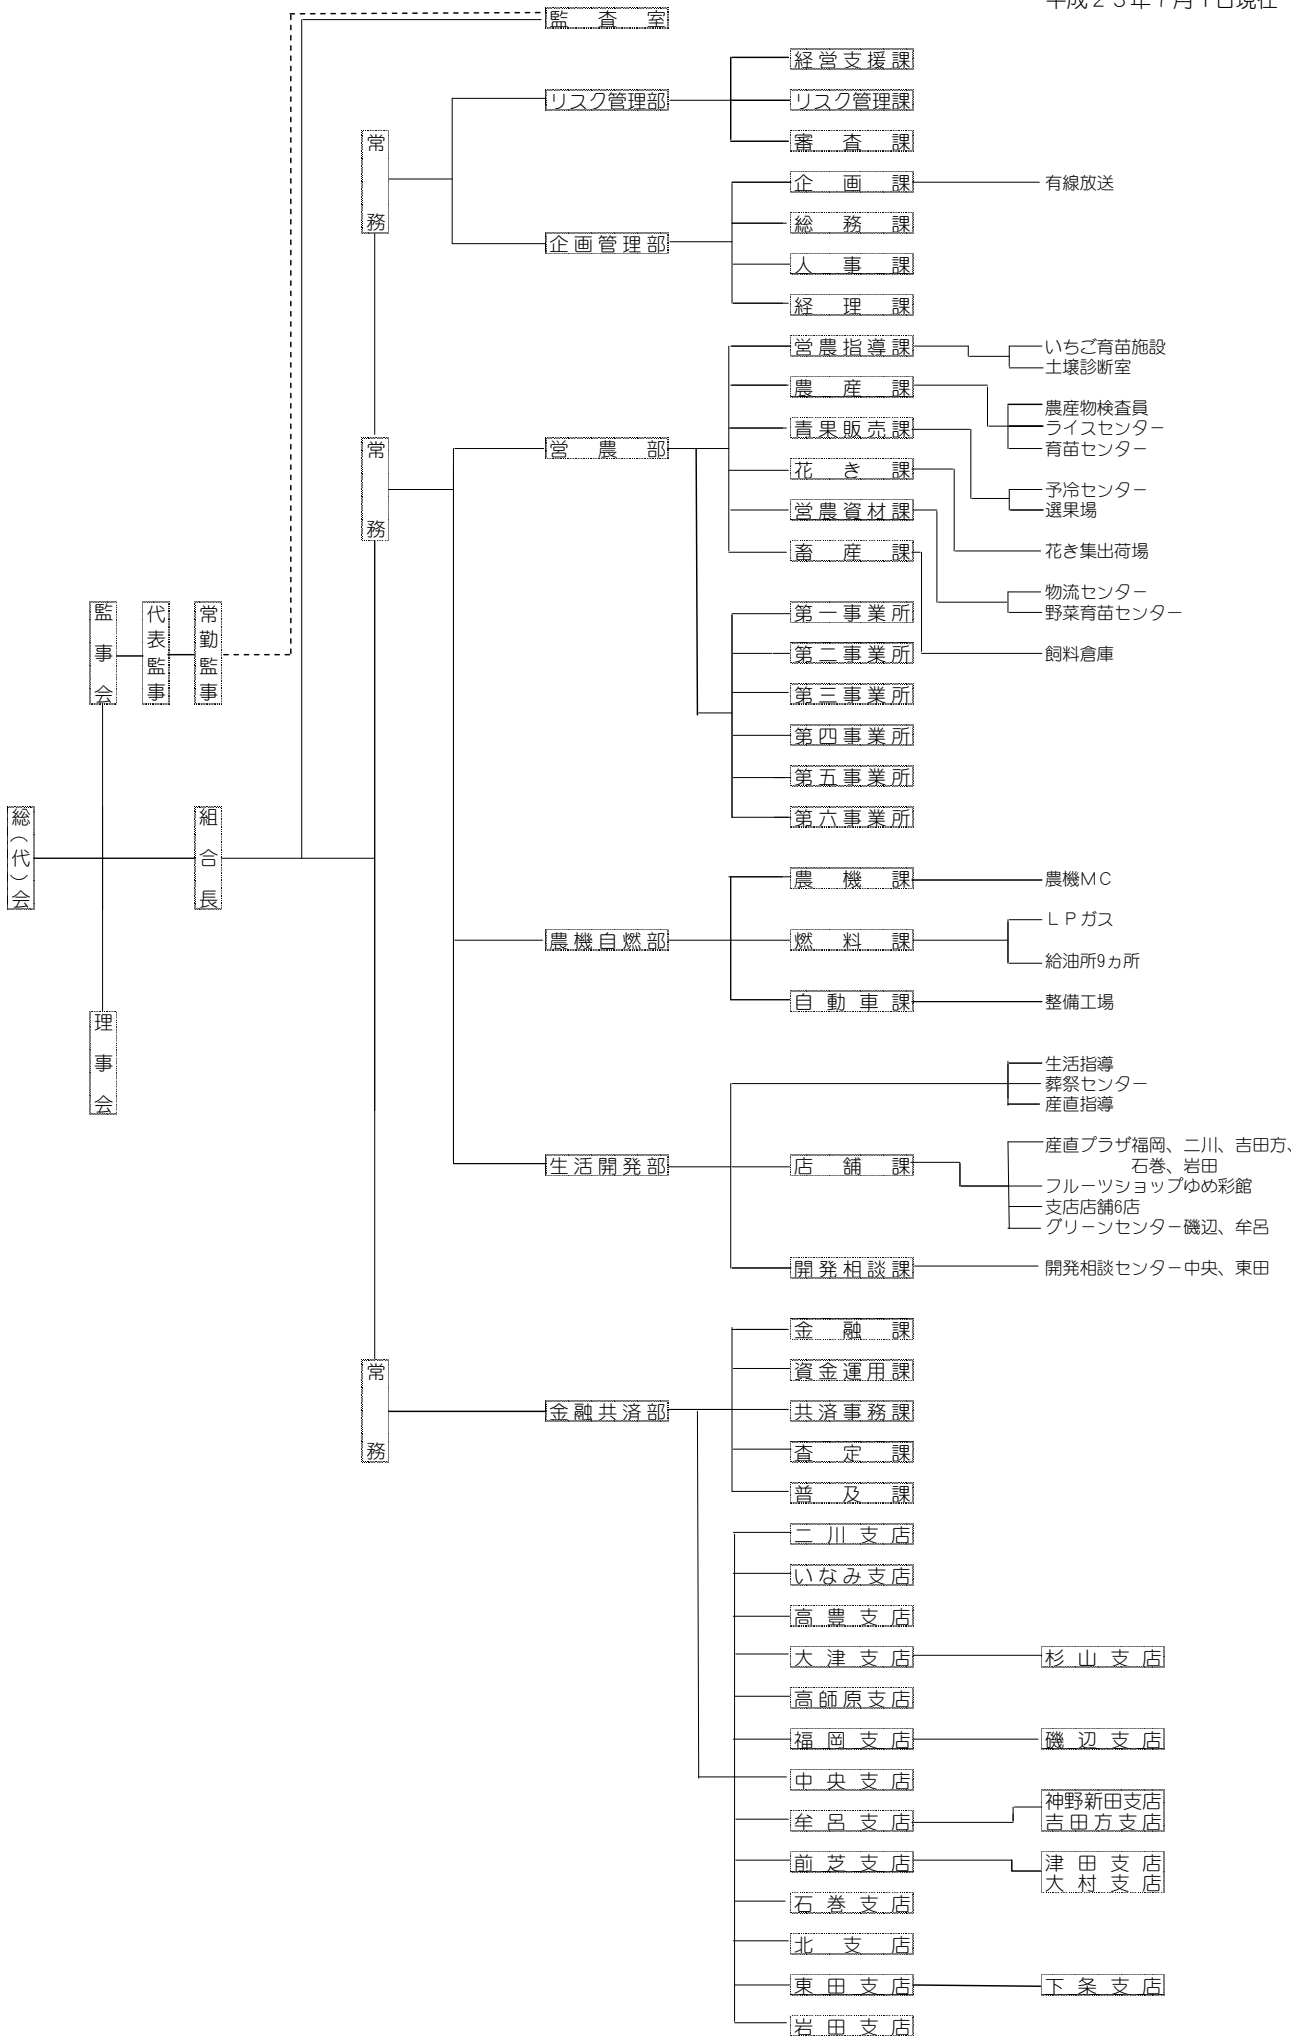 監査室
経営支援課
リスク管理部
リスク管理課
審査課
常務
企画課
有線放送
総務課
企画管理部
人事課
経理課
営農指導課
いちご育苗施設
土壌診断室
農産課
農産物検査員
ライスセンター
育苗センター
常務
営農部
青果販売課
予冷センター
選果場
花き課
花き集出荷場
営農資材課
物流センター
野菜育苗センター
畜産課
飼料倉庫
監事会
代表監事
常勤監事
第一事業所
第二事業所
第三事業所
第四事業所
第五事業所
第六事業所
総(代)会
組合長
農機課
農機MC
農機自燃部
燃料課
LPガス
給油所9ヵ所
自動車課
整備工場
理事会
生活指導
葬祭センター
産直指導
生活開発部
店舗課
産直プラザ福岡、二川、吉田方、
石巻、岩田
フルーツショップゆめ彩館
支店店舗6店
グリーンセンター磯辺、牟呂
開発相談課
開発相談センター中央、東田
常務
金融共済部
金融課
資金運用課
共済事務課
査定課
普及課
二川支店
いなみ支店
高豊支店
大津支店
杉山支店
高師原支店
福岡支店
磯辺支店
中央支店
牟呂支店
神野新田支店
吉田方支店
前芝支店
津田支店
大村支店
石巻支店
北支店
東田支店
下条支店
岩田支店